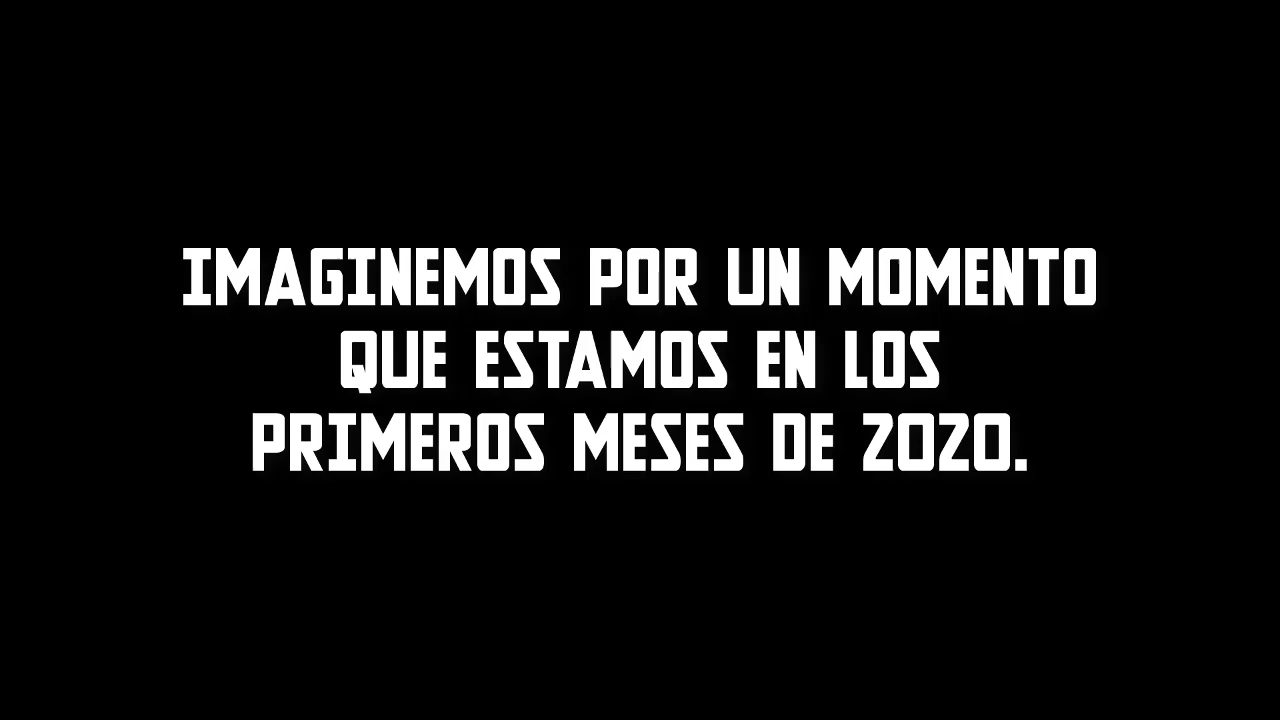 IMAGINEMOS POR UN MOMENTO
QUE ESTAMOS EN LOS
PRIMEROS MESES DE 2020.